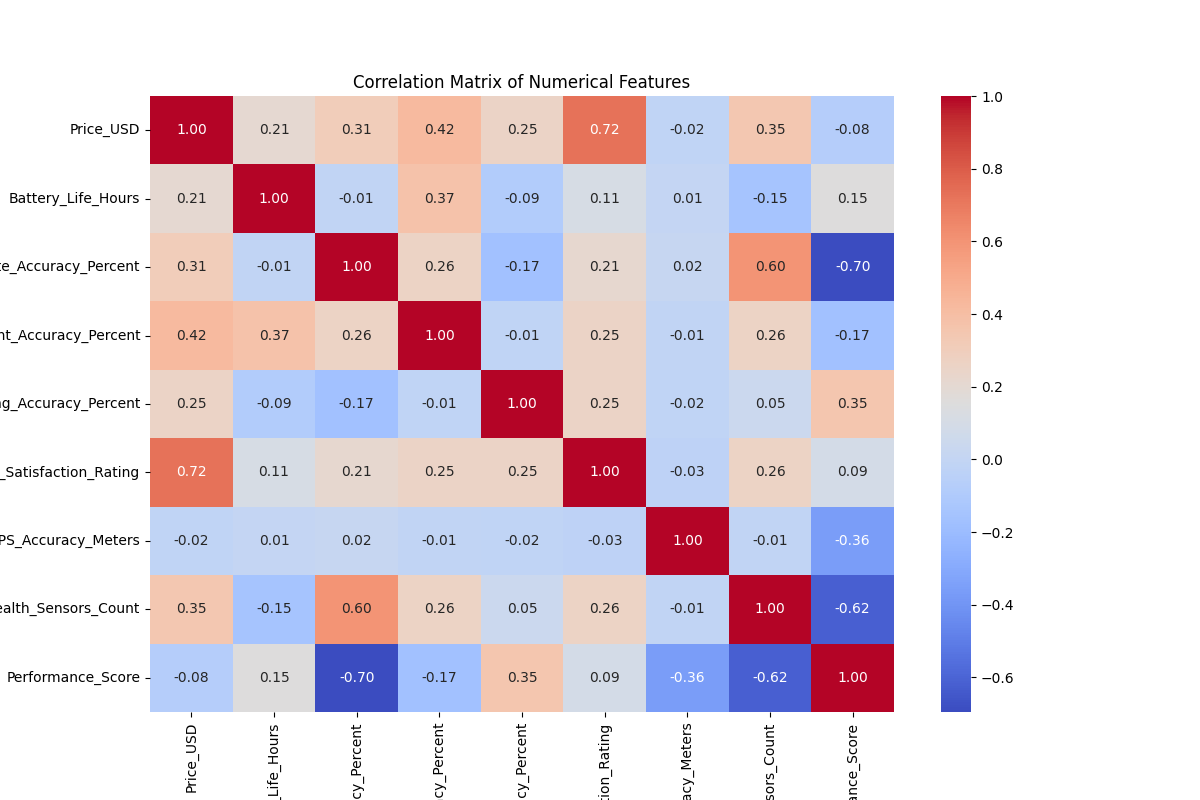 Correlation Matrix of Numerical Features
Price_USD 1.00 0.21 0.31 0.42 0.25 0.72 -0.02 0.35 -0.08
Battery_Life_Hours 0.21 1.00 -0.01 0.37 -0.09 0.11 0.01 -0.15 0.15
te_Accuracy_Percent 0.31 -0.01 1.00 0.26 -0.17 0.21 0.02 0.60 -0.70
nt_Accuracy_Percent 0.42 0.37 0.26 1.00 -0.01 0.25 -0.01 0.26 -0.17
ng_Accuracy_Percent 0.25 -0.09 -0.17 -0.01 1.00 0.25 -0.02 0.05 0.35
_Satisfaction_Rating 0.72 0.11 0.21 0.25 0.25 1.00 -0.03 0.26 0.09
PS_Accuracy_Meters -0.02 0.01 0.02 -0.01 -0.02 -0.03 1.00 -0.01 -0.36
ealth_Sensors_Count 0.35 -0.15 0.60 0.26 0.05 0.26 -0.01 1.00 -0.62
Performance_Score -0.08 0.15 -0.70 -0.17 0.35 0.09 -0.36 -0.62 1.00
Price_USD
_Life_Hours
cy_Percent
cy_Percent
cy_Percent
tion_Rating
acy_Meters
sors_Count
ance_Score
1.0
0.8
0.6
0.4
0.2
0.0
−0.2
−0.4
−0.6